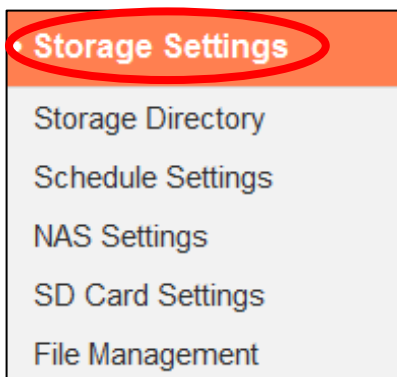 • Storage Settings
Storage Directory
Schedule Settings
NAS Settings
SD Card Settings
File Management